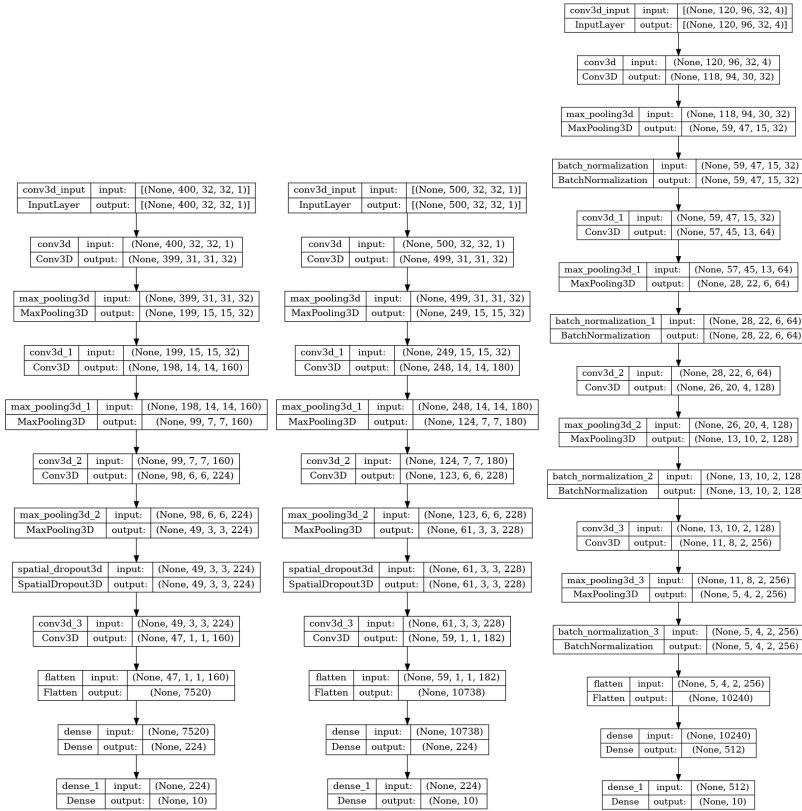 conv3d_input input: [(None, 400, 32, 32, 1)]
InputLayer output: [(None, 400, 32, 32, 1)]
conv3d input: (None, 400, 32, 32, 1)
Conv3D output: (None, 399, 31, 31, 32)
max_pooling3d input: (None, 399, 31, 31, 32)
MaxPooling3D output: (None, 199, 15, 15, 32)
conv3d_1 input: (None, 199, 15, 15, 32)
Conv3D output: (None, 198, 14, 14, 160)
max_pooling3d_1 input: (None, 198, 14, 14, 160)
MaxPooling3D output: (None, 99, 7, 7, 160)
conv3d_2 input: (None, 99, 7, 7, 160)
Conv3D output: (None, 98, 6, 6, 224)
max_pooling3d_2 input: (None, 98, 6, 6, 224)
MaxPooling3D output: (None, 49, 3, 3, 224)
spatial_dropout3d input: (None, 49, 3, 3, 224)
SpatialDropout3D output: (None, 49, 3, 3, 224)
conv3d_3 input: (None, 49, 3, 3, 224)
Conv3D output: (None, 47, 1, 1, 160)
flatten input: (None, 47, 1, 1, 160)
Flatten output: (None, 7520)
dense input: (None, 7520)
Dense output: (None, 224)
dense_1 input: (None, 224)
Dense output: (None, 10)
conv3d_input input: [(None, 500, 32, 32, 1)]
InputLayer output: [(None, 500, 32, 32, 1)]
conv3d input: (None, 500, 32, 32, 1)
Conv3D output: (None, 499, 31, 31, 32)
max_pooling3d input: (None, 499, 31, 31, 32)
MaxPooling3D output: (None, 249, 15, 15, 32)
conv3d_1 input: (None, 249, 15, 15, 32)
Conv3D output: (None, 248, 14, 14, 180)
max_pooling3d_1 input: (None, 248, 14, 14, 180)
MaxPooling3D output: (None, 124, 7, 7, 180)
conv3d_2 input: (None, 124, 7, 7, 180)
Conv3D output: (None, 123, 6, 6, 228)
max_pooling3d_2 input: (None, 123, 6, 6, 228)
MaxPooling3D output: (None, 61, 3, 3, 228)
spatial_dropout3d input: (None, 61, 3, 3, 228)
SpatialDropout3D output: (None, 61, 3, 3, 228)
conv3d_3 input: (None, 61, 3, 3, 228)
Conv3D output: (None, 59, 1, 1, 182)
flatten input: (None, 59, 1, 1, 182)
Flatten output: (None, 10738)
dense input: (None, 10738)
Dense output: (None, 224)
dense_1 input: (None, 224)
Dense output: (None, 10)
conv3d_input input: [(None, 120, 96, 32, 4)]
InputLayer output: [(None, 120, 96, 32, 4)]
conv3d input: (None, 120, 96, 32, 4)
Conv3D output: (None, 118, 94, 30, 32)
max_pooling3d input: (None, 118, 94, 30, 32)
MaxPooling3D output: (None, 59, 47, 15, 32)
batch_normalization input: (None, 59, 47, 15, 32)
BatchNormalization output: (None, 59, 47, 15, 32)
conv3d_1 input: (None, 59, 47, 15, 32)
Conv3D output: (None, 57, 45, 13, 64)
max_pooling3d_1 input: (None, 57, 45, 13, 64)
MaxPooling3D output: (None, 28, 22, 6, 64)
batch_normalization_1 input: (None, 28, 22, 6, 64)
BatchNormalization output: (None, 28, 22, 6, 64)
conv3d_2 input: (None, 28, 22, 6, 64)
Conv3D output: (None, 26, 20, 4, 128)
max_pooling3d_2 input: (None, 26, 20, 4, 128)
MaxPooling3D output: (None, 13, 10, 2, 128)
batch_normalization_2 input: (None, 13, 10, 2, 128)
BatchNormalization output: (None, 13, 10, 2, 128)
conv3d_3 input: (None, 13, 10, 2, 128)
Conv3D output: (None, 11, 8, 2, 256)
max_pooling3d_3 input: (None, 11, 8, 2, 256)
MaxPooling3D output: (None, 5, 4, 2, 256)
batch_normalization_3 input: (None, 5, 4, 2, 256)
BatchNormalization output: (None, 5, 4, 2, 256)
flatten input: (None, 5, 4, 2, 256)
Flatten output: (None, 10240)
dense input: (None, 10240)
Dense output: (None, 512)
dense_1 input: (None, 512)
Dense output: (None, 10)